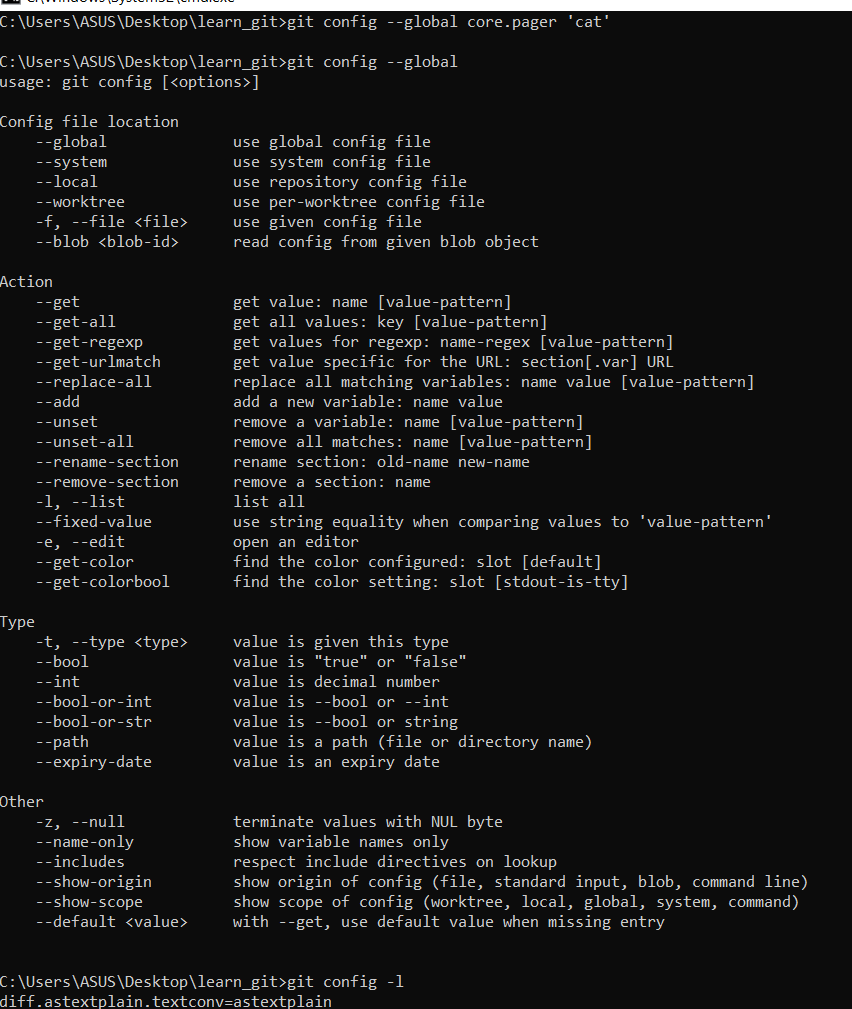 C:\Users\ASUS\Desktop\learn_git>git config --global core.pager 'cat'
C:\Users\ASUS\Desktop\learn_git>git config --global
usage: git config [<options>]
Config file location
--global use global config file
--system use system config file
--local use repository config file
--worktree use per-worktree config file
-f, --file <file> use given config file
--blob <blob-id> read config from given blob object
Action
--get get value: name [value-pattern]
--get-all get all values: key [value-pattern]
--get-regexp get values for regexp: name-regex [value-pattern]
--get-urlmatch get value specific for the URL: section[.var] URL
--replace-all replace all matching variables: name value [value-pattern]
--add add a new variable: name value
--unset remove a variable: name [value-pattern]
--unset-all remove all matches: name [value-pattern]
--rename-section rename section: old-name new-name
--remove-section remove a section: name
-l, --list list all
--fixed-value use string equality when comparing values to 'value-pattern'
-e, --edit open an editor
--get-color find the color configured: slot [default]
--get-colorbool find the color setting: slot [stdout-is-tty]
Type
-t, --type <type> value is given this type
--bool value is "true" or "false"
--int value is decimal number
--bool-or-int value is --bool or --int
--bool-or-str value is --bool or string
--path value is a path (file or directory name)
--expiry-date value is an expiry date
Other
-z, --null terminate values with NUL byte
--name-only show variable names only
--includes respect include directives on lookup
--show-origin show origin of config (file, standard input, blob, command line)
--show-scope show scope of config (worktree, local, global, system, command)
--default <value> with --get, use default value when missing entry
C:\Users\ASUS\Desktop\learn_git>git config -l
diff.astextplain.textconv=astextplain